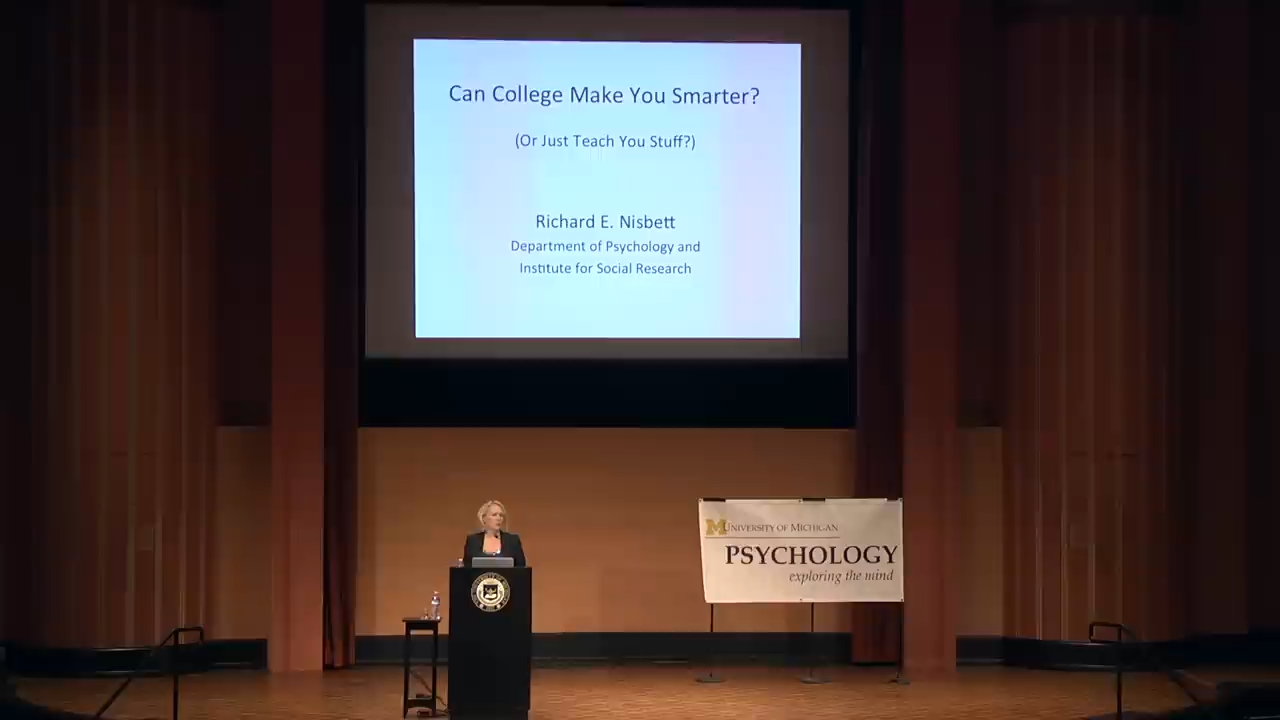 Can College Make You Smarter?
(Or Just Teach You Stuff?)
Richard E. Nisbett
Department of Psychology and
Institute for Social Research
M UNIVERSITY OF MICHIGAN
PSYCHOLOGY
exploring the mind